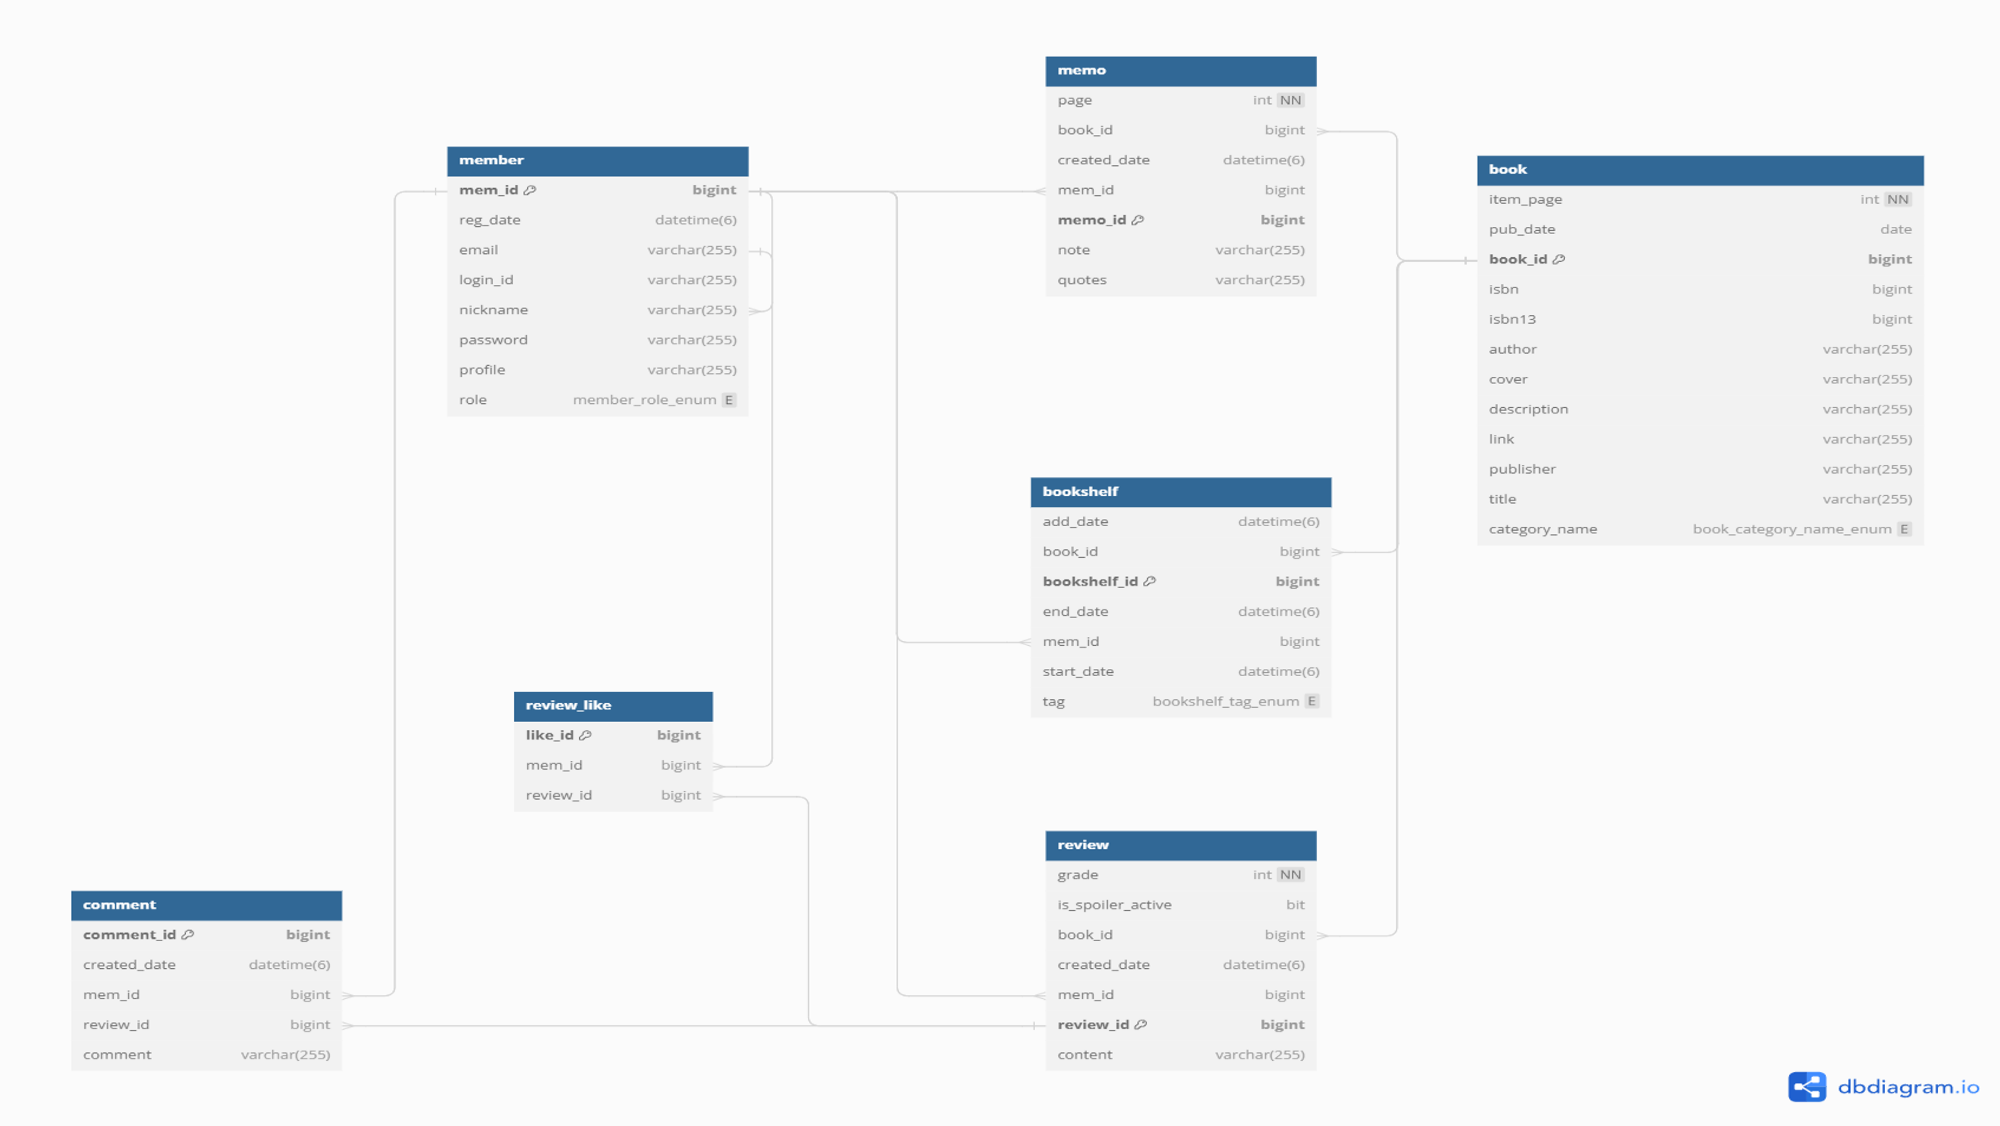 memo
page int NN
book_id bigint
created_date datetime(6)
mem_id bigint
memo_id bigint
note varchar(255)
quotes varchar(255)
member
mem_id bigint
reg_date datetime(6)
email varchar(255)
login_id varchar(255)
nickname varchar(255)
password varchar(255)
profile varchar(255)
role member_role_enum E
book
item_page int NN
pub_date date
book_id bigint
isbn bigint
isbn13 bigint
author varchar(255)
cover varchar(255)
description varchar(255)
link varchar(255)
publisher varchar(255)
title varchar(255)
category_name book_category_name_enum E
bookshelf
add_date datetime(6)
book_id bigint
bookshelf_id bigint
end_date datetime(6)
mem_id bigint
start_date datetime(6)
tag bookshelf_tag_enum E
review_like
like_id bigint
mem_id bigint
review_id bigint
review
grade int NN
is_spoiler_active bit
book_id bigint
created_date datetime(6)
mem_id bigint
review_id bigint
content varchar(255)
comment
comment_id bigint
created_date datetime(6)
mem_id bigint
review_id bigint
comment varchar(255)
dbdiagram.io